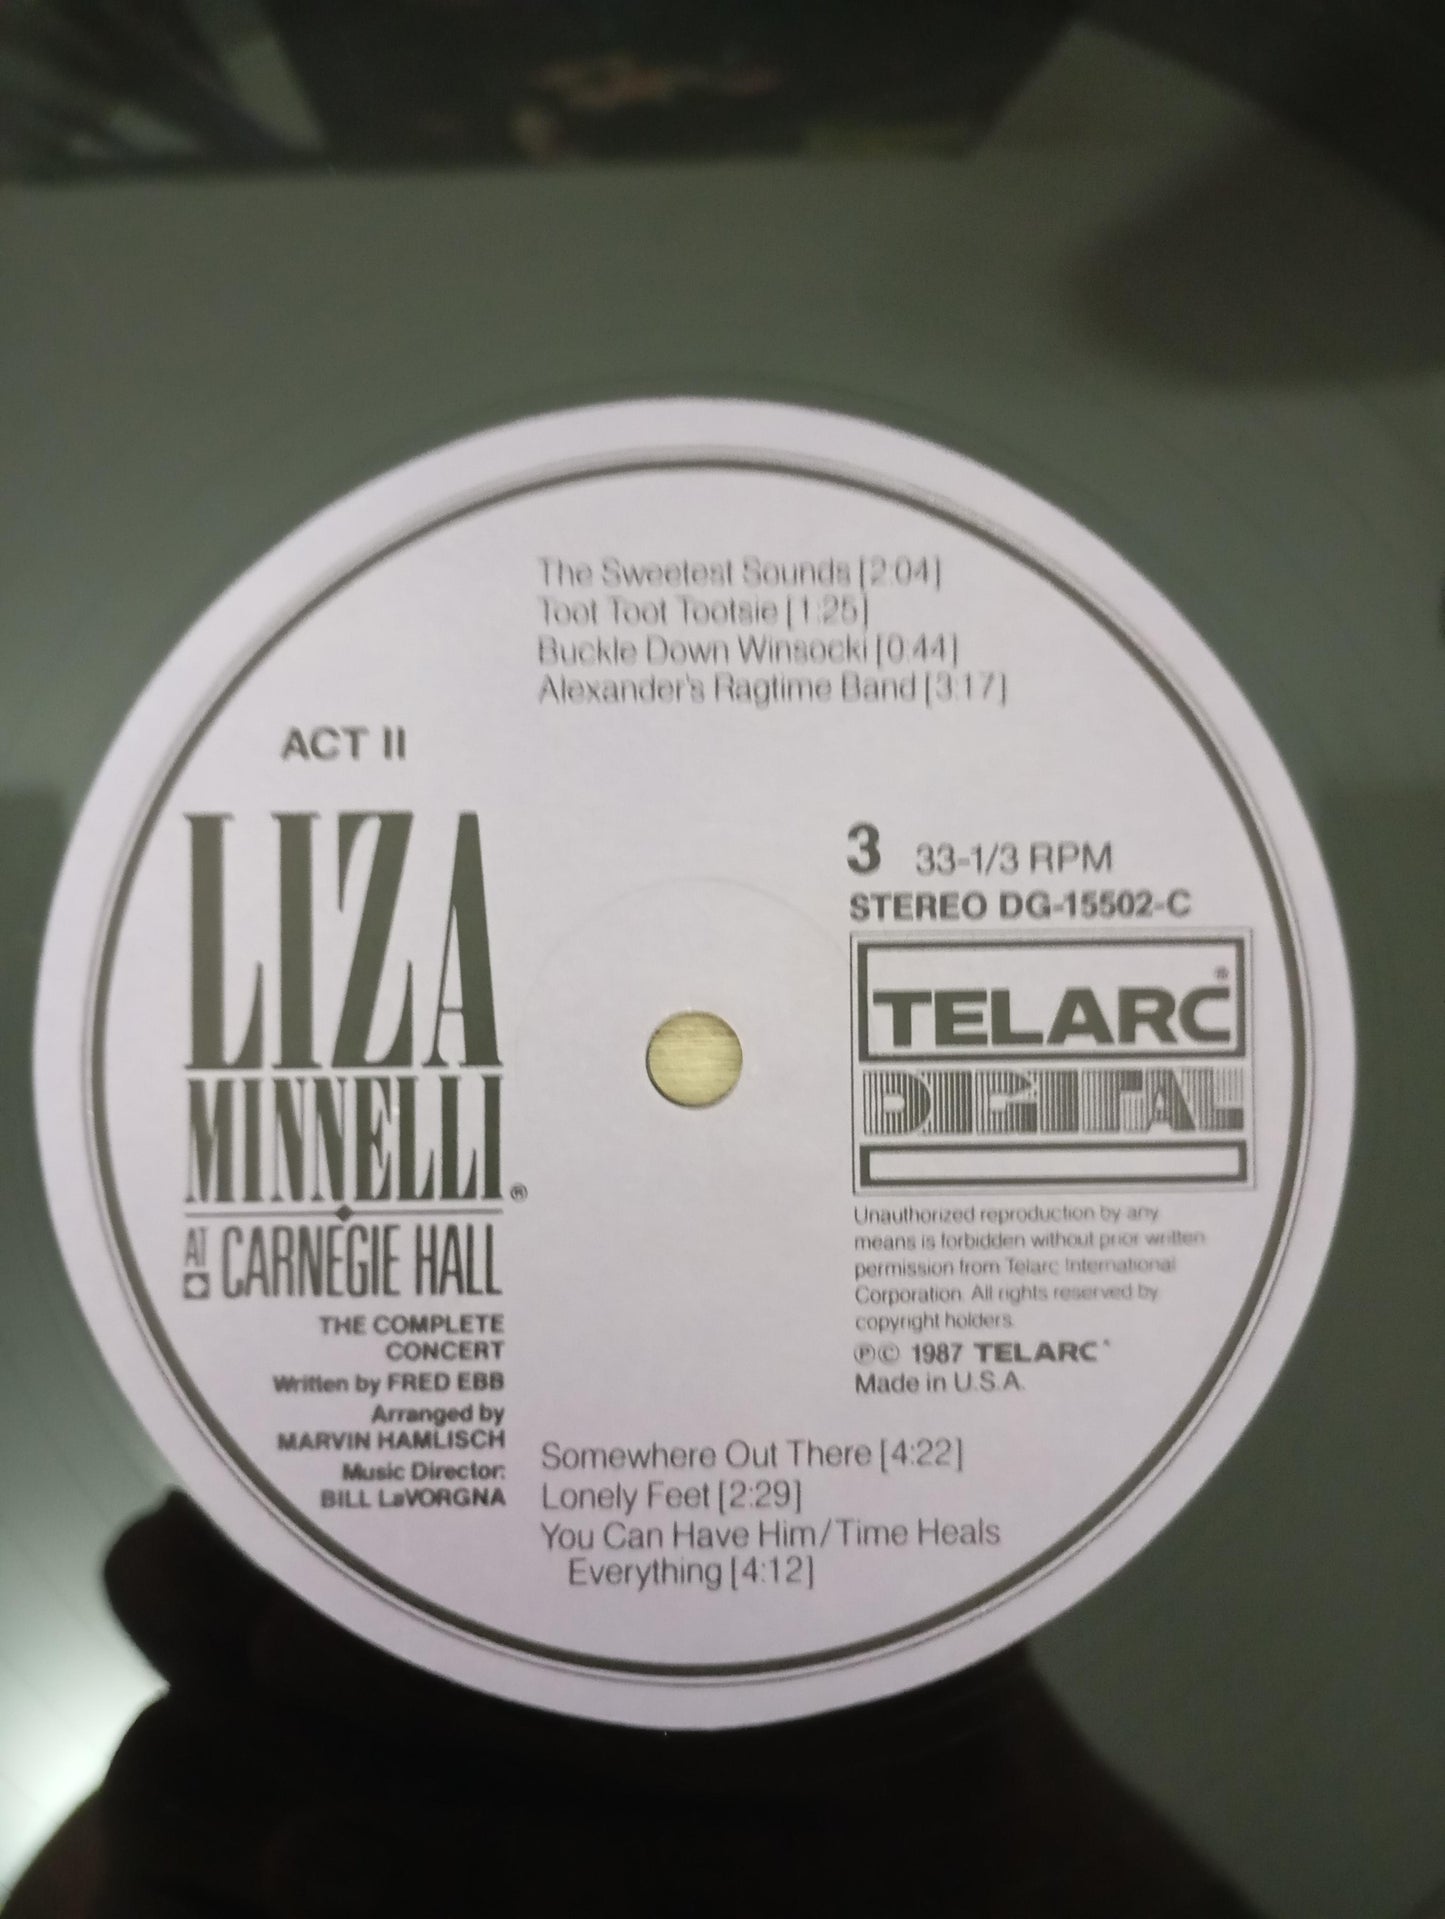 The Sweetest Sounds [2:04]
Toot Toot Tootsie [1:25]
Buckle Down Winsocki [0:44]
Alexander's Ragtime Band [3:17]
ACT II
LIZA
MINNELLI®
AT CARNEGIE HALL
THE COMPLETE
CONCERT
Written by FRED EBB
Arranged by
MARVIN HAMLISCH
Music Director:
BILL LaVORGNA
3 33-1/3 RPM
STEREO DG-15502-C
TELARC®
DIGITAL
Unauthorized reproduction by any
means is forbidden without prior written
permission from Telarc International
Corporation. All rights reserved by
copyright holders.
℗© 1987 TELARC®
Made in U.S.A.
Somewhere Out There [4:22]
Lonely Feet [2:29]
You Can Have Him/Time Heals
Everything [4:12]